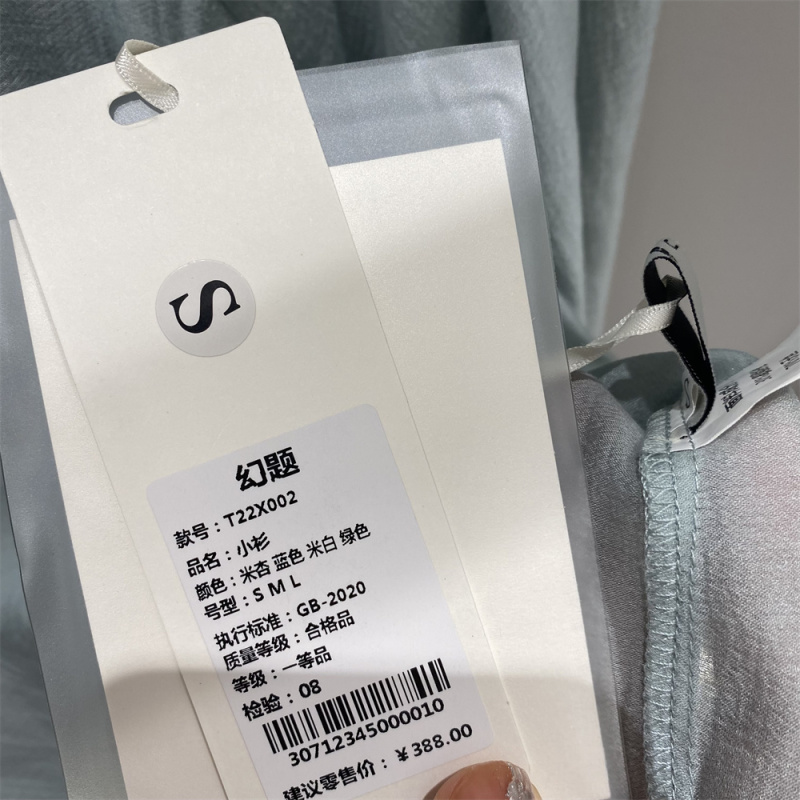 S
幻题
款号：T22X002
品名：小衫
颜色：米杏 蓝色 米白 绿色
号型：S M L
执行标准：GB-2020
质量等级：合格品
等级：一等品
检验：08
30712345000010
建议零售价：￥388.00